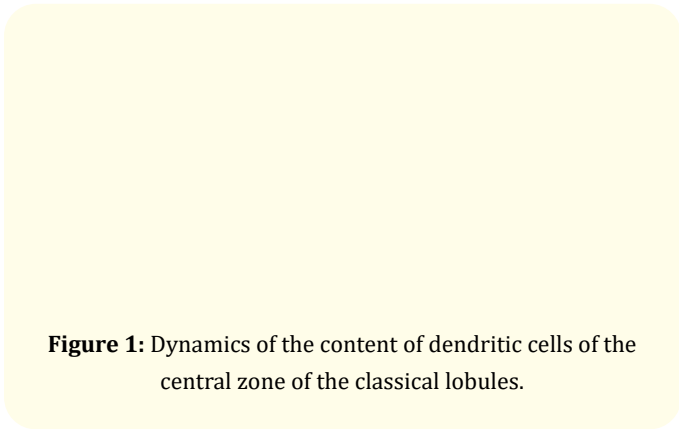 Figure 1: Dynamics of the content of dendritic cells of the
central zone of the classical lobules.